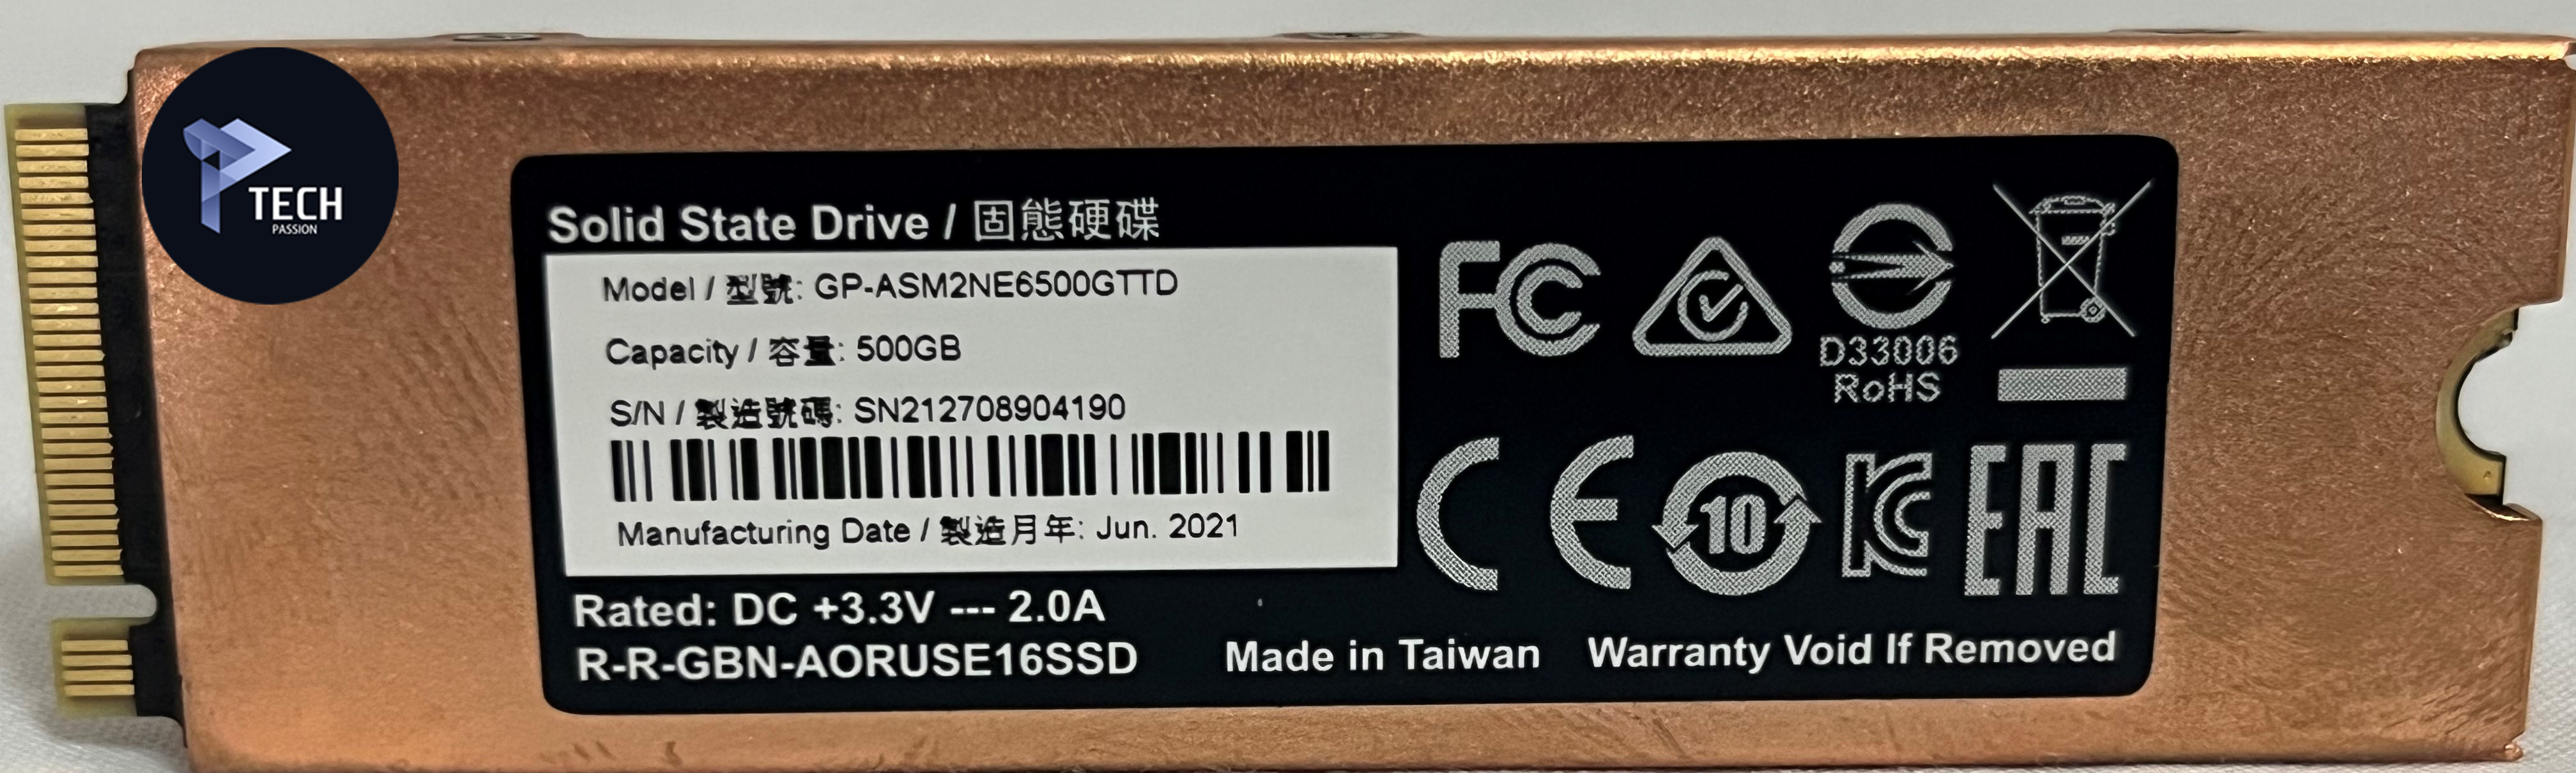 TECH
PASSION
Solid State Drive / 固態硬碟
Model / 型號: GP-ASM2NE6500GTTD
Capacity / 容量: 500GB
S/N / 製造號碼: SN212708904190
Manufacturing Date / 製造月年: Jun. 2021
Rated: DC +3.3V --- 2.0A
R-R-GBN-AORUSE16SSD
Made in Taiwan
Warranty Void If Removed
FC
D33006
RoHS
CE
10
KC
EAC